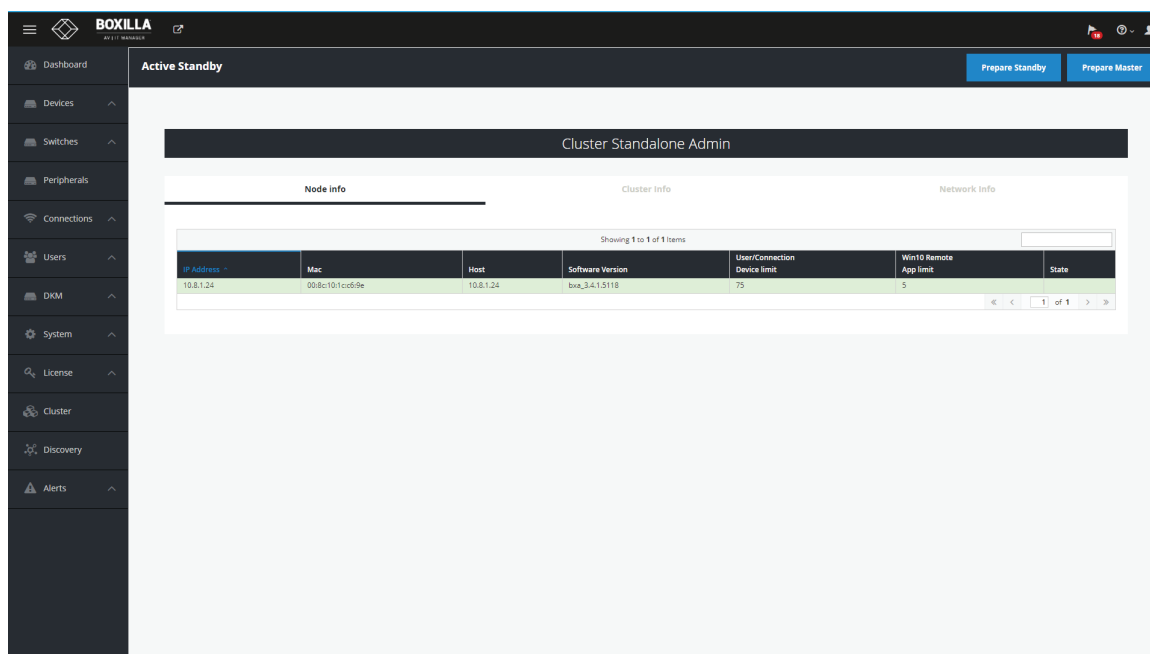 BOXILLA
AV | IT MANAGER
18
Dashboard
Devices
Switches
Peripherals
Connections
Users
DKM
System
License
Cluster
Discovery
Alerts
Active Standby
Prepare Standby
Prepare Master
Cluster Standalone Admin
Node info
Cluster Info
Network Info
Showing 1 to 1 of 1 Items
IP Address
Mac
Host
Software Version
User/Connection
Device limit
Win10 Remote
App limit
State
10.8.1.24
00:8c:10:1c:c6:9e
10.8.1.24
bxa_3.4.1.5118
75
5
1 of 1